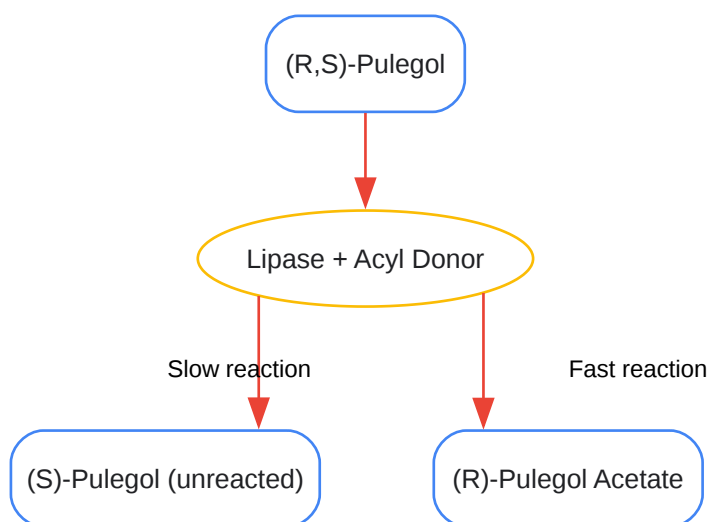 (R,S)-Pulegol
Lipase + Acyl Donor
Slow reaction
Fast reaction
(S)-Pulegol (unreacted)
(R)-Pulegol Acetate